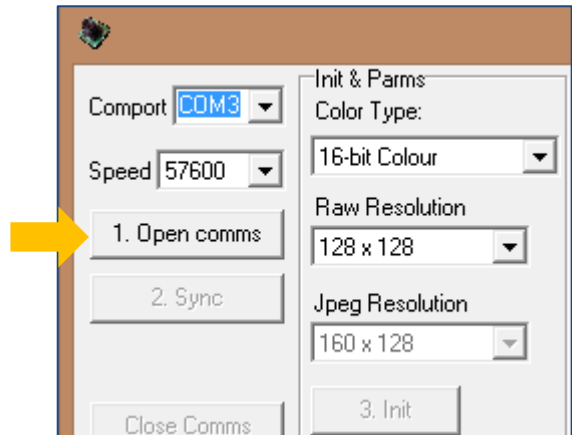 Comport COM3
Speed 57600
1. Open comms
2. Sync
Close Comms
Init & Parms
Color Type:
16-bit Colour
Raw Resolution
128 x 128
Jpeg Resolution
160 x 128
3. Init